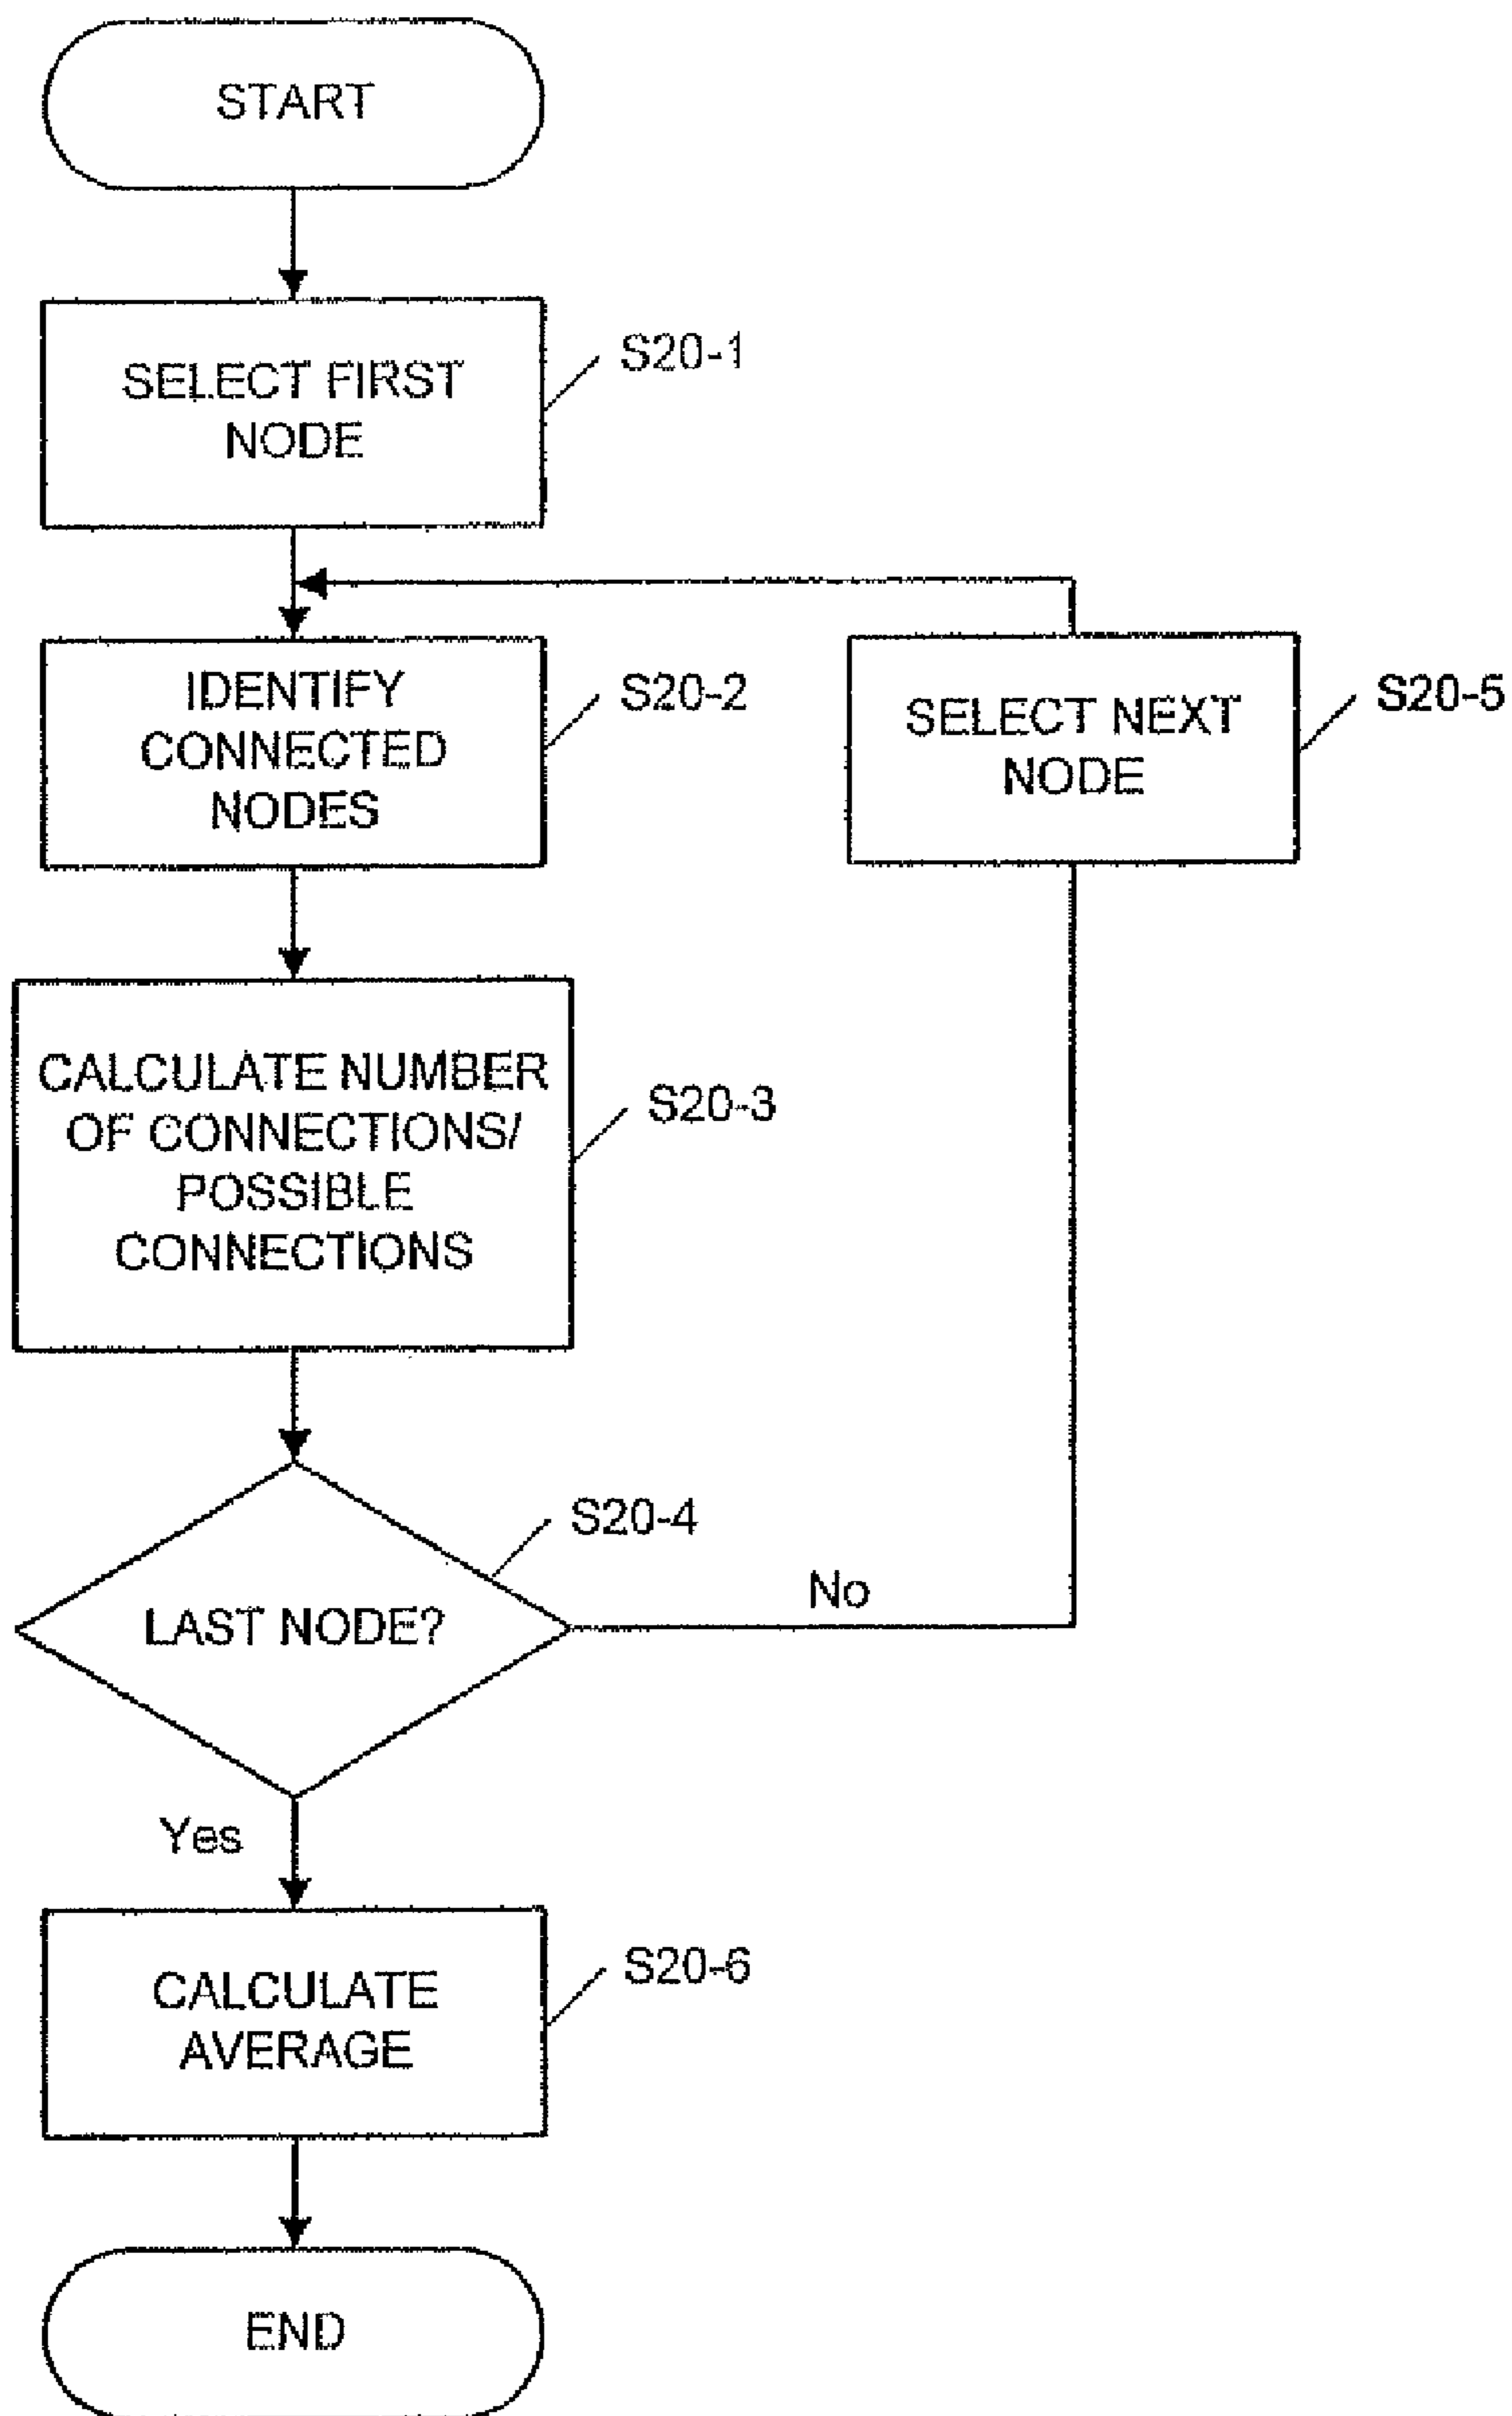 START
SELECT FIRST
NODE
S20-1
IDENTIFY
CONNECTED
NODES
S20-2
SELECT NEXT
NODE
S20-5
CALCULATE NUMBER
OF CONNECTIONS/
POSSIBLE
CONNECTIONS
S20-3
LAST NODE?
S20-4
No
Yes
CALCULATE
AVERAGE
S20-6
END